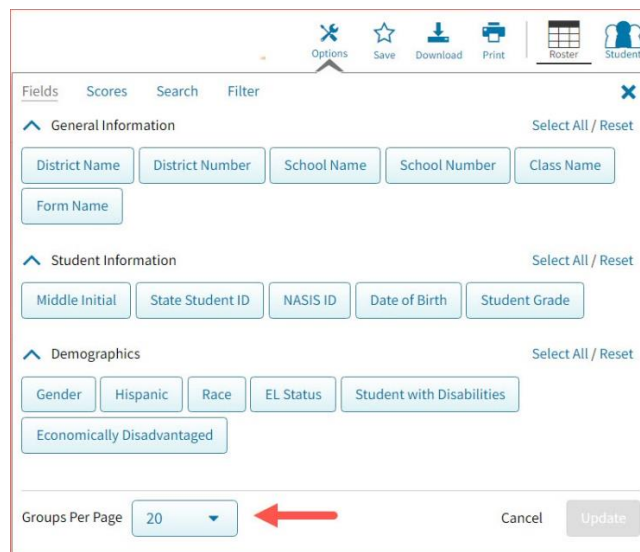 Options Save Download Print Roster Student
Fields Scores Search Filter
General Information Select All / Reset
District Name District Number School Name School Number Class Name
Form Name
Student Information Select All / Reset
Middle Initial State Student ID NASIS ID Date of Birth Student Grade
Demographics Select All / Reset
Gender Hispanic Race EL Status Student with Disabilities
Economically Disadvantaged
Groups Per Page 20 Cancel Update